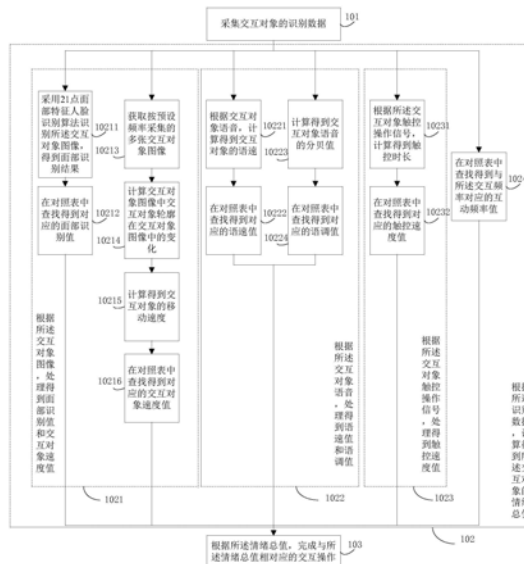 采集交互对象的识别数据
101
采用21点面
部特征人脸
识别算法识
别所述交互
对象图像，
得到面部识
别结果
10211
在对照表中
查找得到对
应的面部识
别值
10212
获取按预设
频率采集的
多张交互对
象图像
10213
计算交互对
象图像中交
互对象轮廓
在交互对象
图像中的变
化
10214
计算得到交
互对象的移
动速度
10215
在对照表中
查找得到对
应的交互对
象速度值
10216
根据所述交互对象图像，处理得到面部识别值和交互对象速度值
1021
根据交互对
象语音，计
算得到交互
对象的语速
10221
在对照表中
查找得到对
应的语速值
10222
计算得到交
互对象语音
的分贝值
10223
在对照表中
查找得到对
应的语调值
10224
根据所述交互对象语音，处理得到语速值和语调值
1022
根据所述交
互对象触控
操作信号，
计算得到触
控时长
10231
在对照表中
查找得到对
应的触控速
度值
10232
根据所述交互对象触控操作信号，处理得到触控速度值
1023
在对照表中
查找得到与
所述交互频
率对应的互
动频率值
102
根据所述情绪总值，完成与所
述情绪总值相对应的交互操作
103